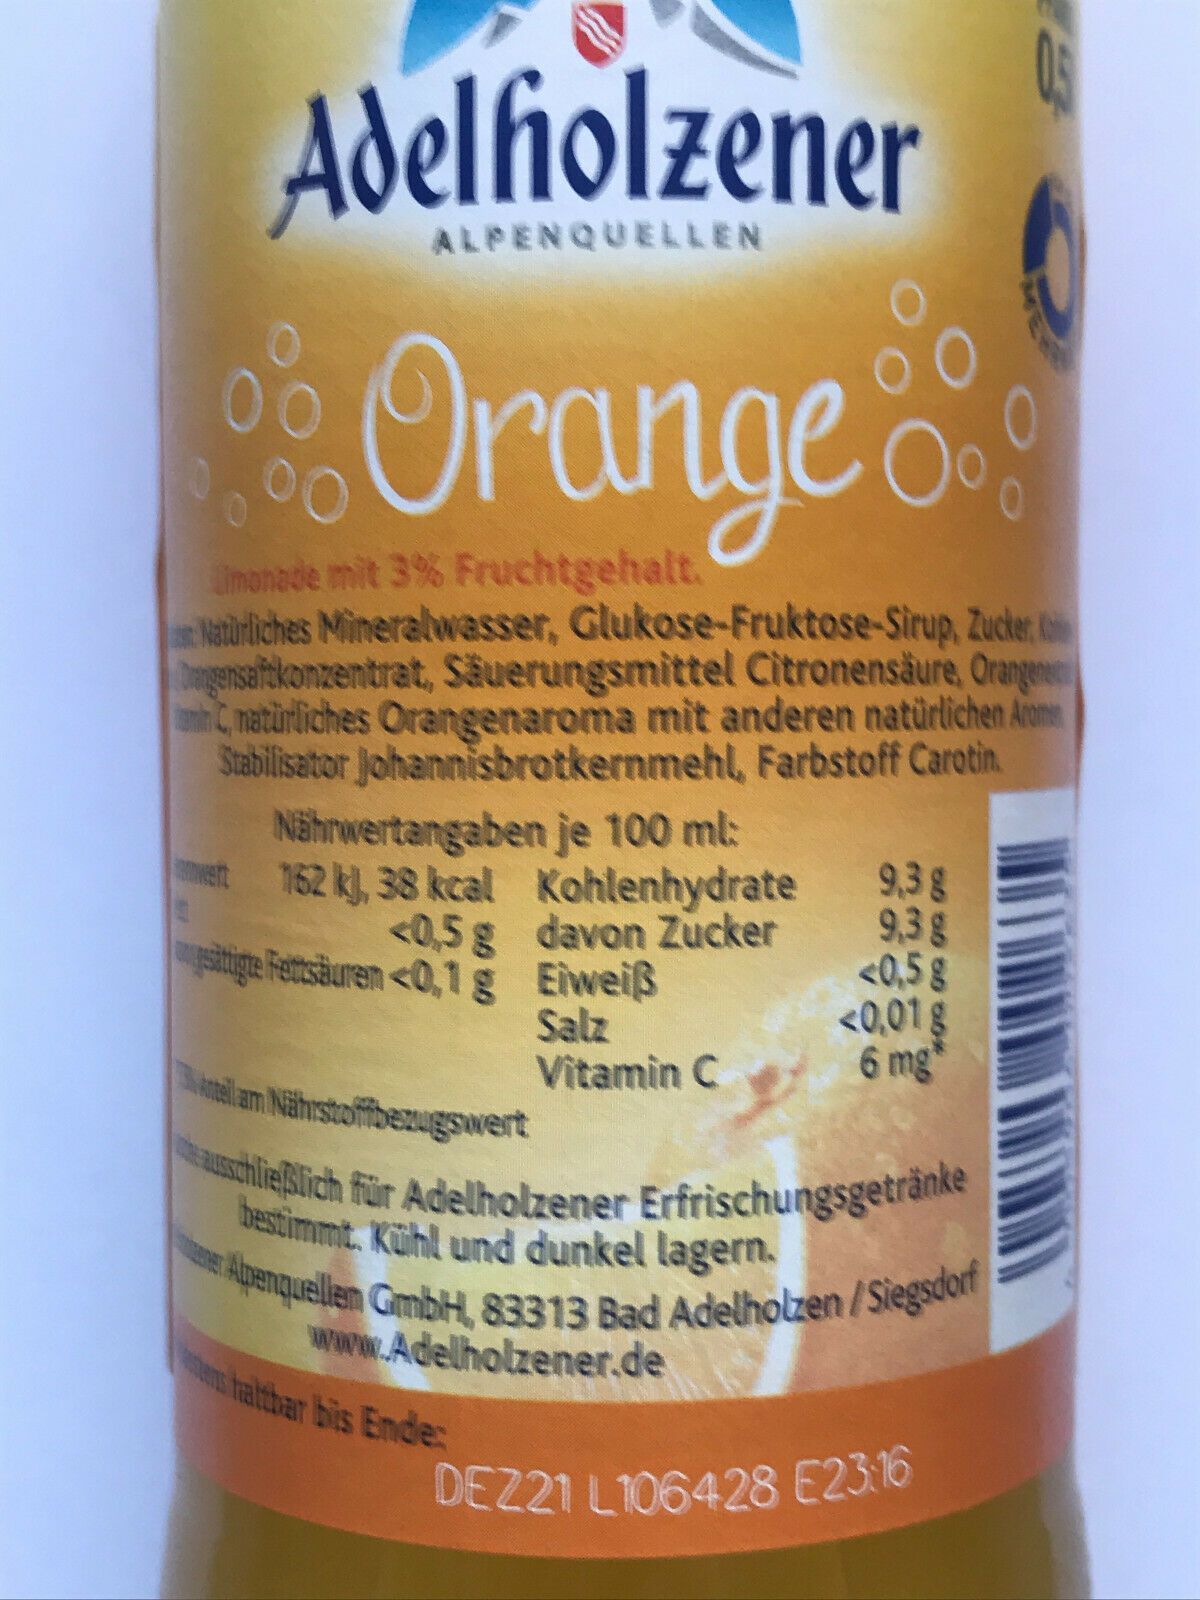 0,5
Adelholzener
ALPENQUELLEN
Orange
Limonade mit 3% Fruchtgehalt.
Natürliches Mineralwasser, Glukose-Fruktose-Sirup, Zucker,
Orangensaftkonzentrat, Säuerungsmittel Citronensäure,
C, natürliches Orangenaroma mit anderen natürlichen Aromen,
Stabilisator Johannisbrotkernmehl, Farbstoff Carotin.
Nährwertangaben je 100 ml:
162 kJ, 38 kcal Kohlenhydrate 9,3 g
<0,5 g davon Zucker 9,3 g
gesättigte Fettsäuren <0,1 g Eiweiß <0,5 g
Salz <0,01 g
Vitamin C 6 mg*
Anteil am Nährstoffbezugswert
ausschließlich für Adelholzener Erfrischungsgetränke
bestimmt. Kühl und dunkel lagern.
Alpenquellen GmbH, 83313 Bad Adelholzen / Siegsdorf
www.Adelholzener.de
haltbar bis Ende:
DEZ21 L106428 E23:16